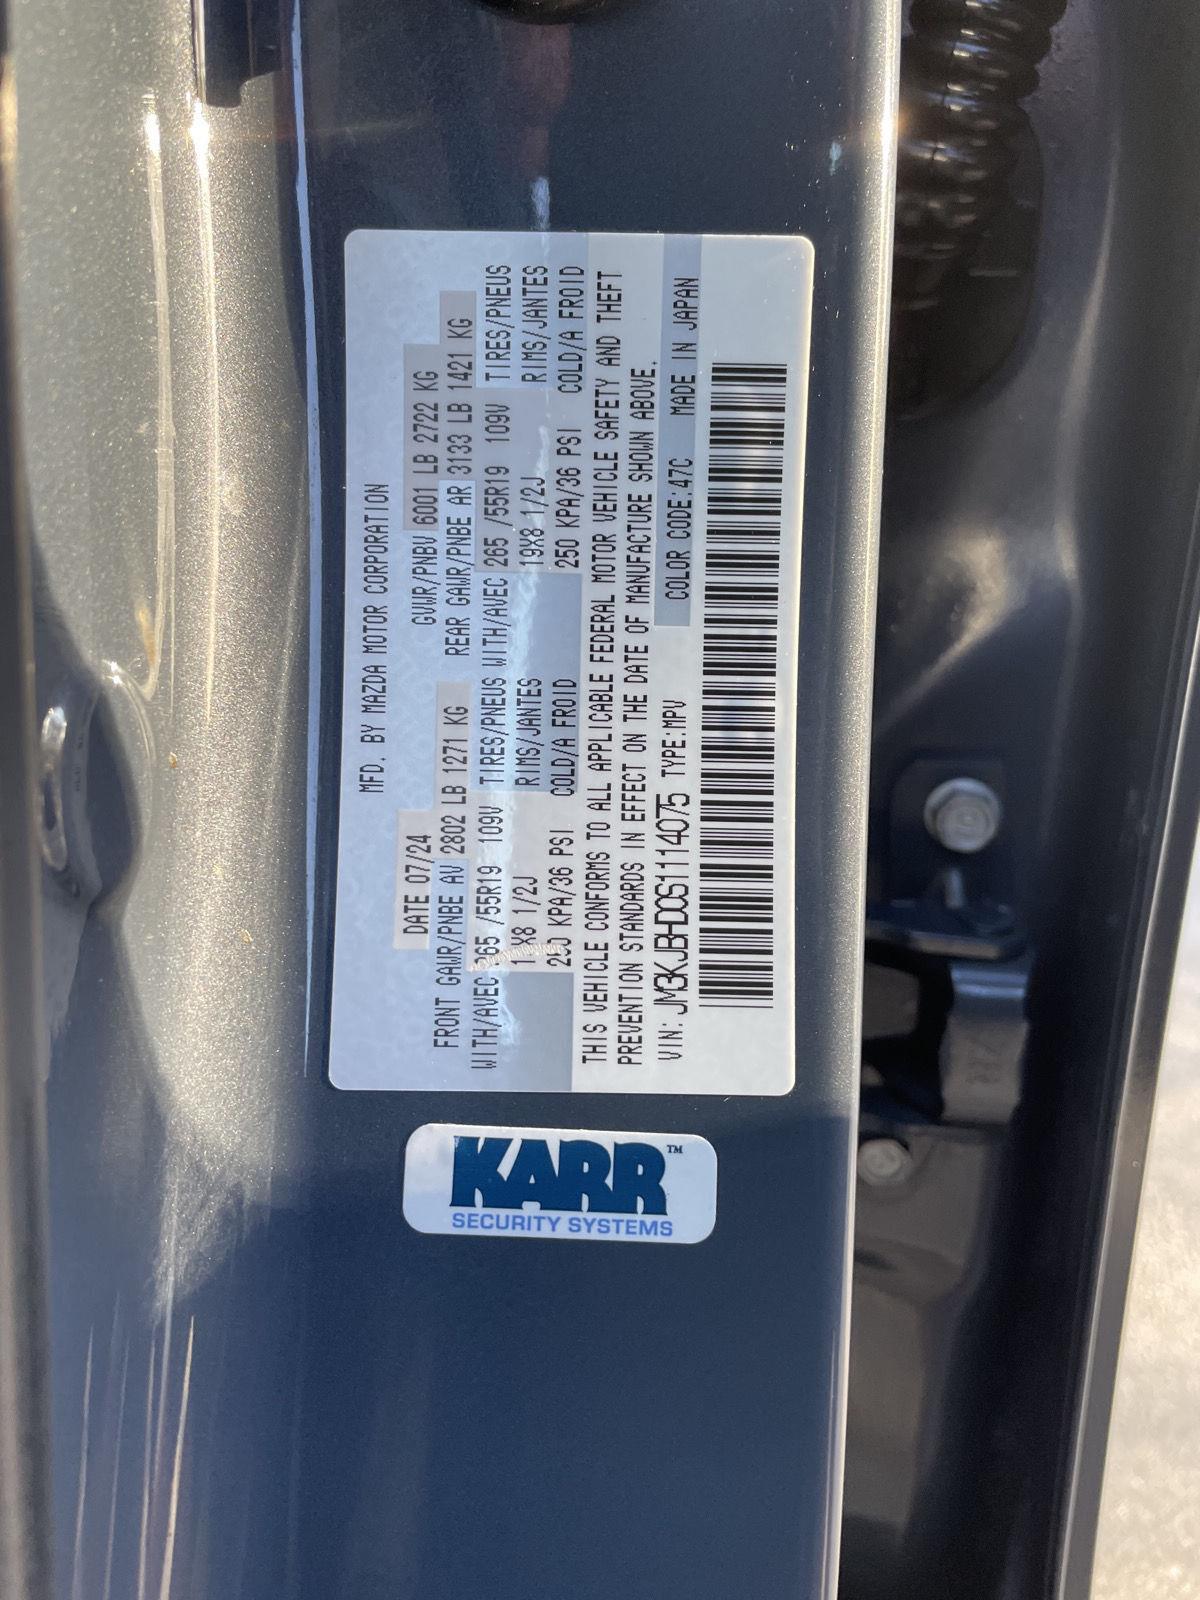 MFD. BY MAZDA MOTOR CORPORATION
DATE 07/24 GVWR/PNBV 6001 LB 2722 KG
FRONT GAWR/PNBE AV 2802 LB 1271 KG REAR GAWR/PNBE AR 3133 LB 1421 KG
WITH/AVEC 265 /55R19 109V TIRES/PNEUS WITH/AVEC 265 /55R19 109V TIRES/PNEUS
X8 1/2J RIMS/JANTES 19X8 1/2J RIMS/JANTES
250 KPA/36 PSI COLD/A FROID 250 KPA/36 PSI COLD/A FROID
THIS VEHICLE CONFORMS TO ALL APPLICABLE FEDERAL MOTOR VEHICLE SAFETY AND THEFT
PREVENTION STANDARDS IN EFFECT ON THE DATE OF MANUFACTURE SHOWN ABOVE.
VIN: JM3KJBHD0S1114075 TYPE:MPV COLOR CODE:47C MADE IN JAPAN
KARR™
SECURITY SYSTEMS